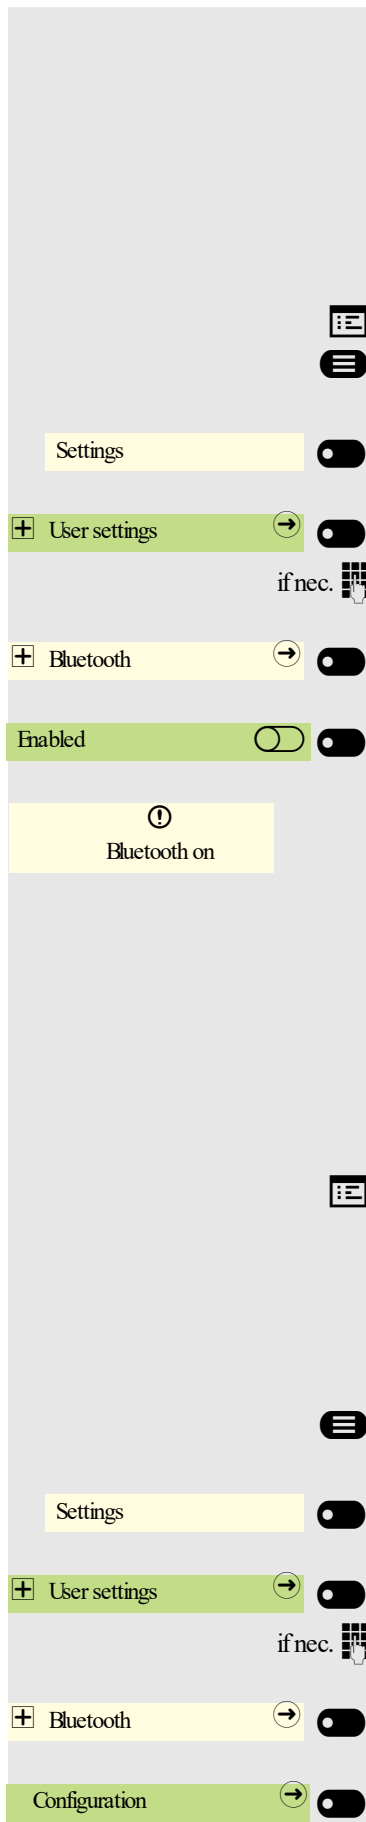 Settings
User settings
if nec.
Bluetooth
Enabled
Bluetooth on
Settings
User settings
if nec.
Bluetooth
Configuration